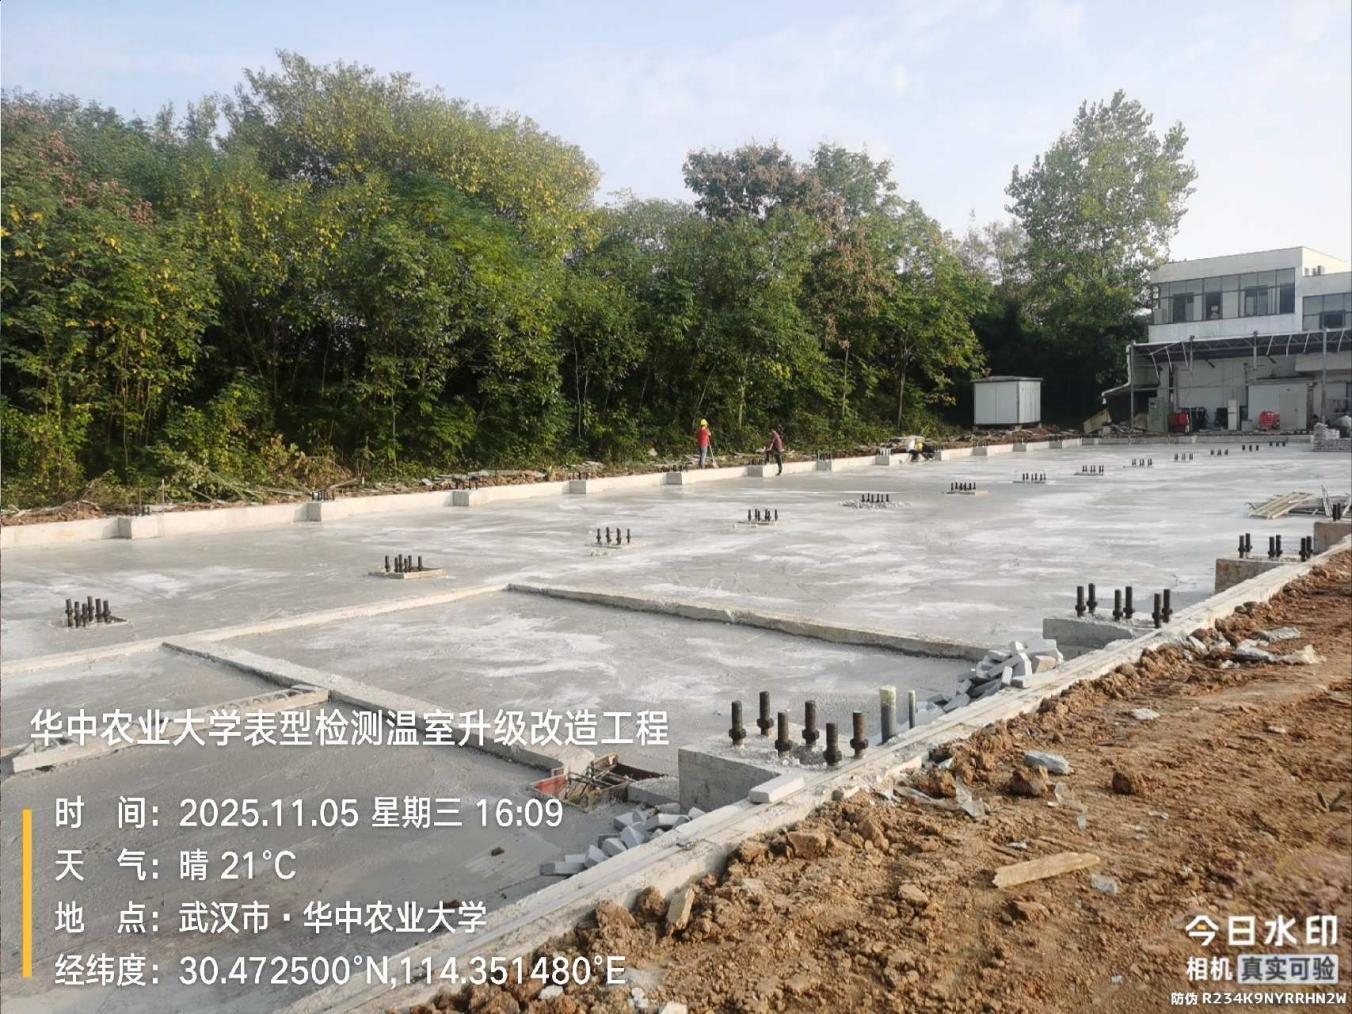 华中农业大学表型检测温室升级改造工程
时 间：2025.11.05 星期三 16:09
天 气：晴 21°C
地 点：武汉市·华中农业大学
经纬度：30.472500°N,114.351480°E
今日水印
相机 真实可验
防伪 R234K9NYRRHN2W